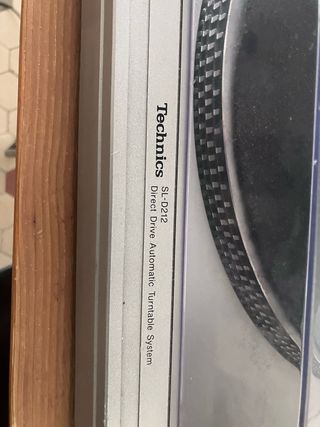 Technics
SL-D212
Direct Drive Automatic Turntable System